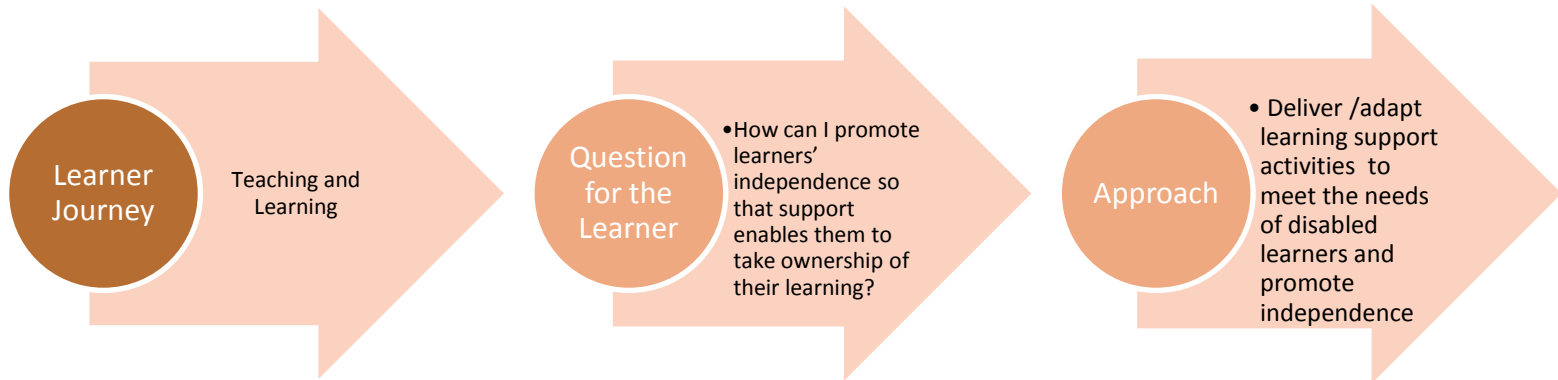 Learner
Journey
Teaching and
Learning
Question
for the
Learner
•How can I promote
learners’
independence so
that support
enables them to
take ownership of
their learning?
Approach
• Deliver /adapt
learning support
activities  to
meet the needs
of disabled
learners and
promote
independence